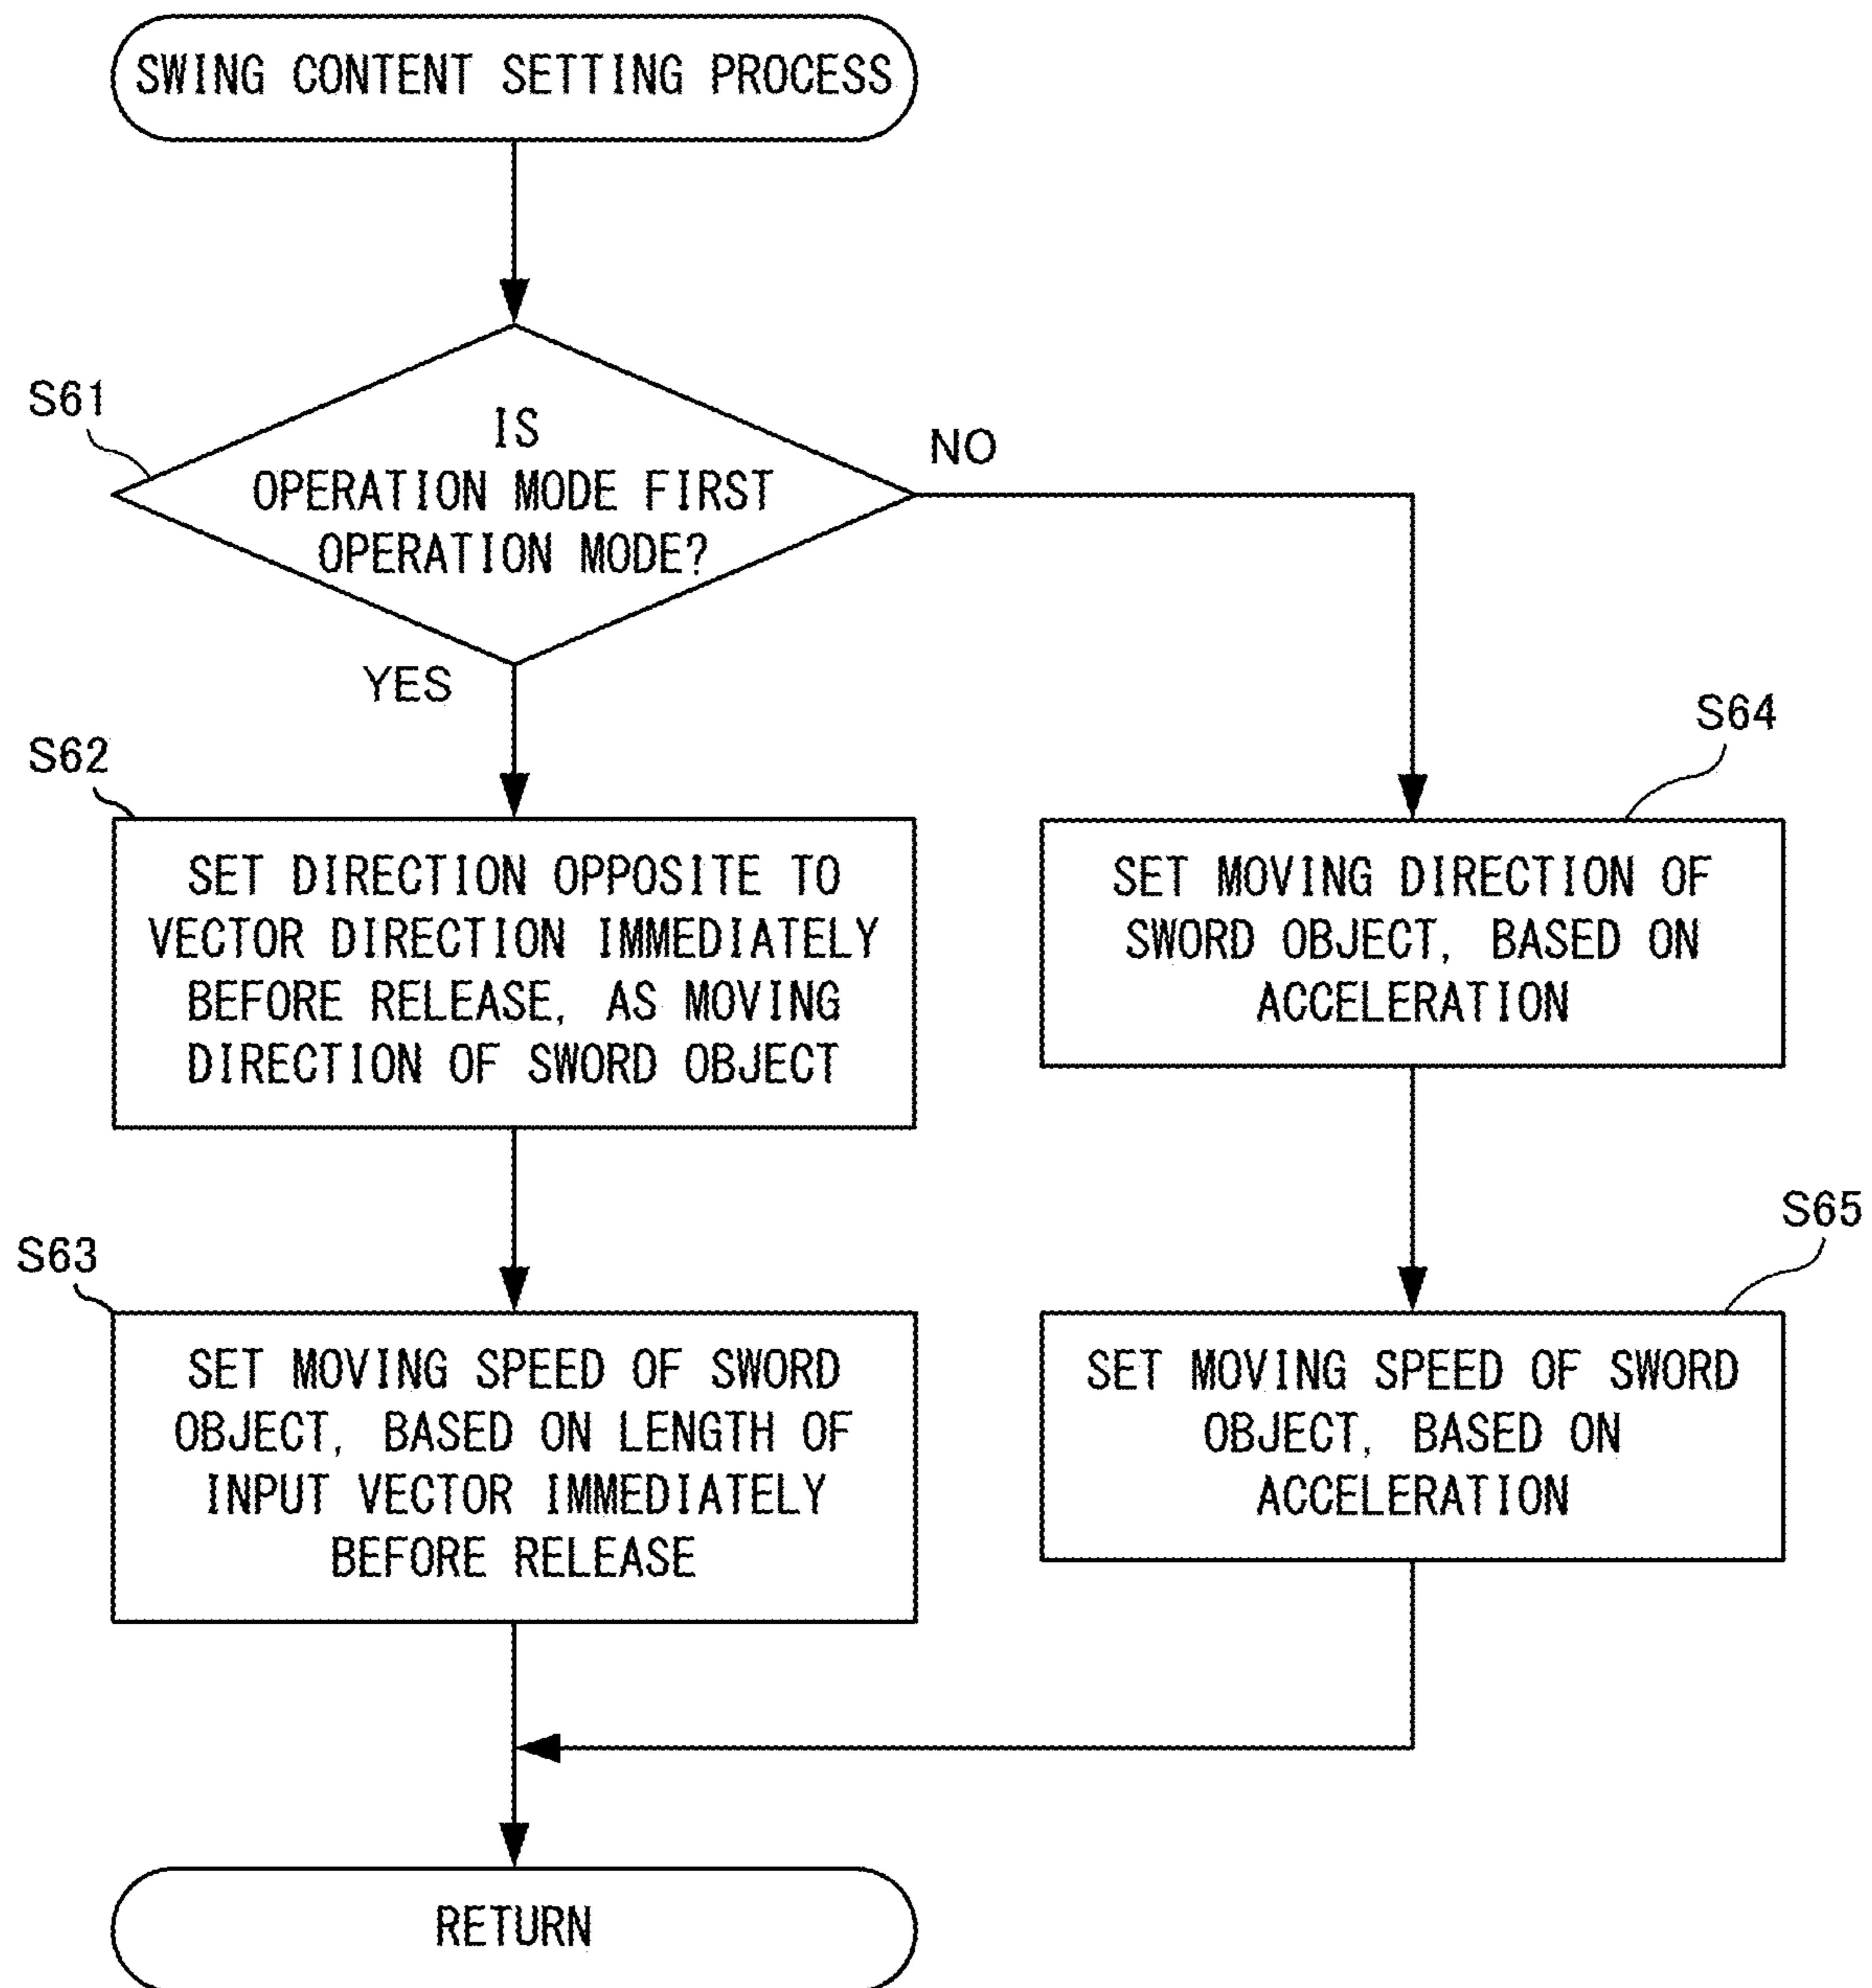 SWING CONTENT SETTING PROCESS
S61
IS
OPERATION MODE FIRST
OPERATION MODE?
NO
YES
S62
SET DIRECTION OPPOSITE TO
VECTOR DIRECTION IMMEDIATELY
BEFORE RELEASE, AS MOVING
DIRECTION OF SWORD OBJECT
S64
SET MOVING DIRECTION OF
SWORD OBJECT, BASED ON
ACCELERATION
S63
SET MOVING SPEED OF SWORD
OBJECT, BASED ON LENGTH OF
INPUT VECTOR IMMEDIATELY
BEFORE RELEASE
S65
SET MOVING SPEED OF SWORD
OBJECT, BASED ON
ACCELERATION
RETURN